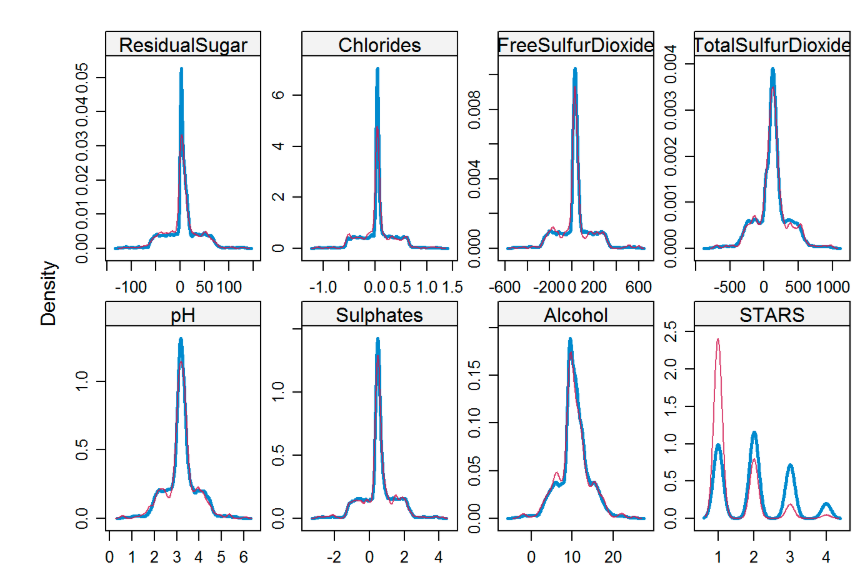 ResidualSugar Chlorides FreeSulfurDioxide TotalSulfurDioxide
0.00 0.01 0.02 0.03 0.04 0.05
-100 0 50 100
0 2 4 6
-1.0 0.0 0.5 1.0 1.5
0.000 0.004 0.008
-600 -200 0 200 600
0.000 0.001 0.002 0.003 0.004
-500 0 500 1000
Density
pH Sulphates Alcohol STARS
0.0 0.5 1.0
0 1 2 3 4 5 6
0.0 0.5 1.0
-2 0 2 4
0.00 0.05 0.10 0.15
0 10 20
0.0 0.5 1.0 1.5 2.0 2.5
1 2 3 4